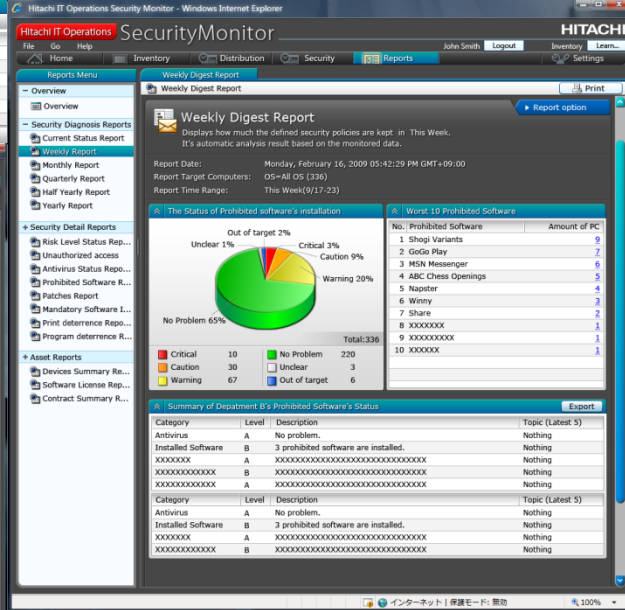 Hitachi IT Operations Security Monitor - Windows Internet Explorer
Hitachi IT Operations SecurityMonitor HITACHI
File Go Help John Smith Logout Inventory Learn...
Home Inventory Distribution Security Reports Settings
Reports Menu
Weekly Digest Report
− Overview
Overview
− Security Diagnosis Reports
Current Status Report
Weekly Report
Monthly Report
Quarterly Report
Half Yearly Report
Yearly Report
+ Security Detail Reports
Risk Level Status Rep...
Unauthorized access
Antivirus Status Repo...
Prohibited Software R...
Patches Report
Mandatory Software I...
Print deterrence Repo...
Program deterrence R...
+ Asset Reports
Devices Summary Re...
Software License Rep...
Contract Summary R...
Weekly Digest Report Print
Report option
Weekly Digest Report
Displays how much the defined security policies are kept in This Week.
It's automatic analysis result based on the monitored data.
Report Date: Monday, February 16, 2009 05:42:29 PM GMT+09:00
Report Target Computers: OS=All OS (336)
Report Time Range: This Week(9/17-23)
The Status of Prohibited software's installation
Out of target 2%
Unclear 1%
Critical 3%
Caution 9%
Warning 20%
No Problem 65%
Total:336
Critical 10 No Problem 220
Caution 30 Unclear 3
Warning 67 Out of target 6
Worst 10 Prohibited Software
No. Prohibited Software Amount of PC
1 Shogi Variants 9
2 GoGo Play 7
3 MSN Messenger 6
4 ABC Chess Openings 5
5 Napster 4
6 Winny 3
7 Share 2
8 XXXXXXX 1
9 XXXXXXXXX 1
10 XXXXXX 1
Summary of Depatment B's Prohibited Software's Status Export
Category Level Description Topic (Latest 5)
Antivirus A No problem. Nothing
Installed Software B 3 prohibited software are installed. Nothing
XXXXXXX A XXXXXXXXXXXXXXXXXXXXXXXXXXXX Nothing
XXXXXXXXXXXX B XXXXXXXXXXXXXXXXXXXXXXXXXXXX Nothing
XXXXXXXXXXXX A XXXXXXXXXXXXXXXXXXXXXXXXXXXX Nothing
Category Level Description Topic (Latest 5)
Antivirus A No problem. Nothing
Installed Software B 3 prohibited software are installed. Nothing
XXXXXXX A XXXXXXXXXXXXXXXXXXXXXXXXXXXX Nothing
XXXXXXXXXXXX B XXXXXXXXXXXXXXXXXXXXXXXXXXXX Nothing
インターネット | 保護モード: 無効 100%